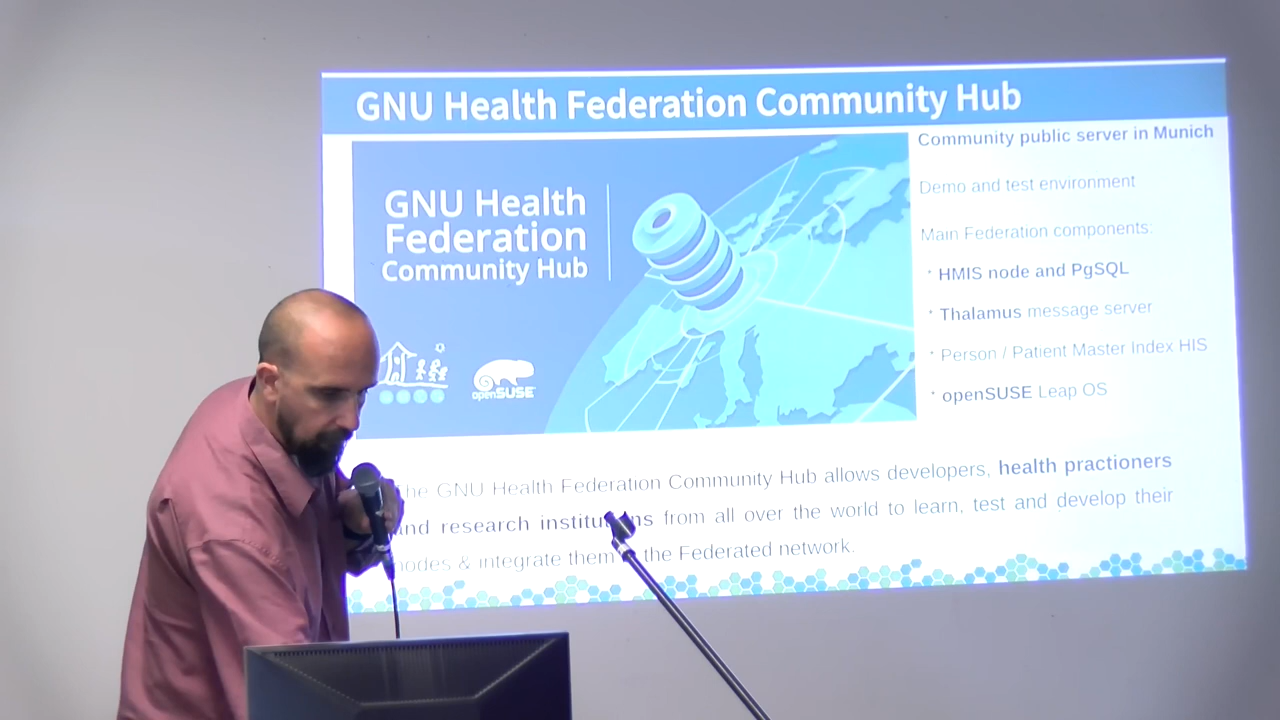 GNU Health Federation Community Hub
GNU Health
Federation
Community Hub
openSUSE
Community public server in Munich
Demo and test environment
Main Federation components:
HMIS node and PgSQL
Thalamus message server
Person / Patient Master Index HIS
openSUSE Leap OS
The GNU Health Federation Community Hub allows developers, health practioners
and research from all over the world to learn, test and develop their
nodes & integrate them the Federated network.